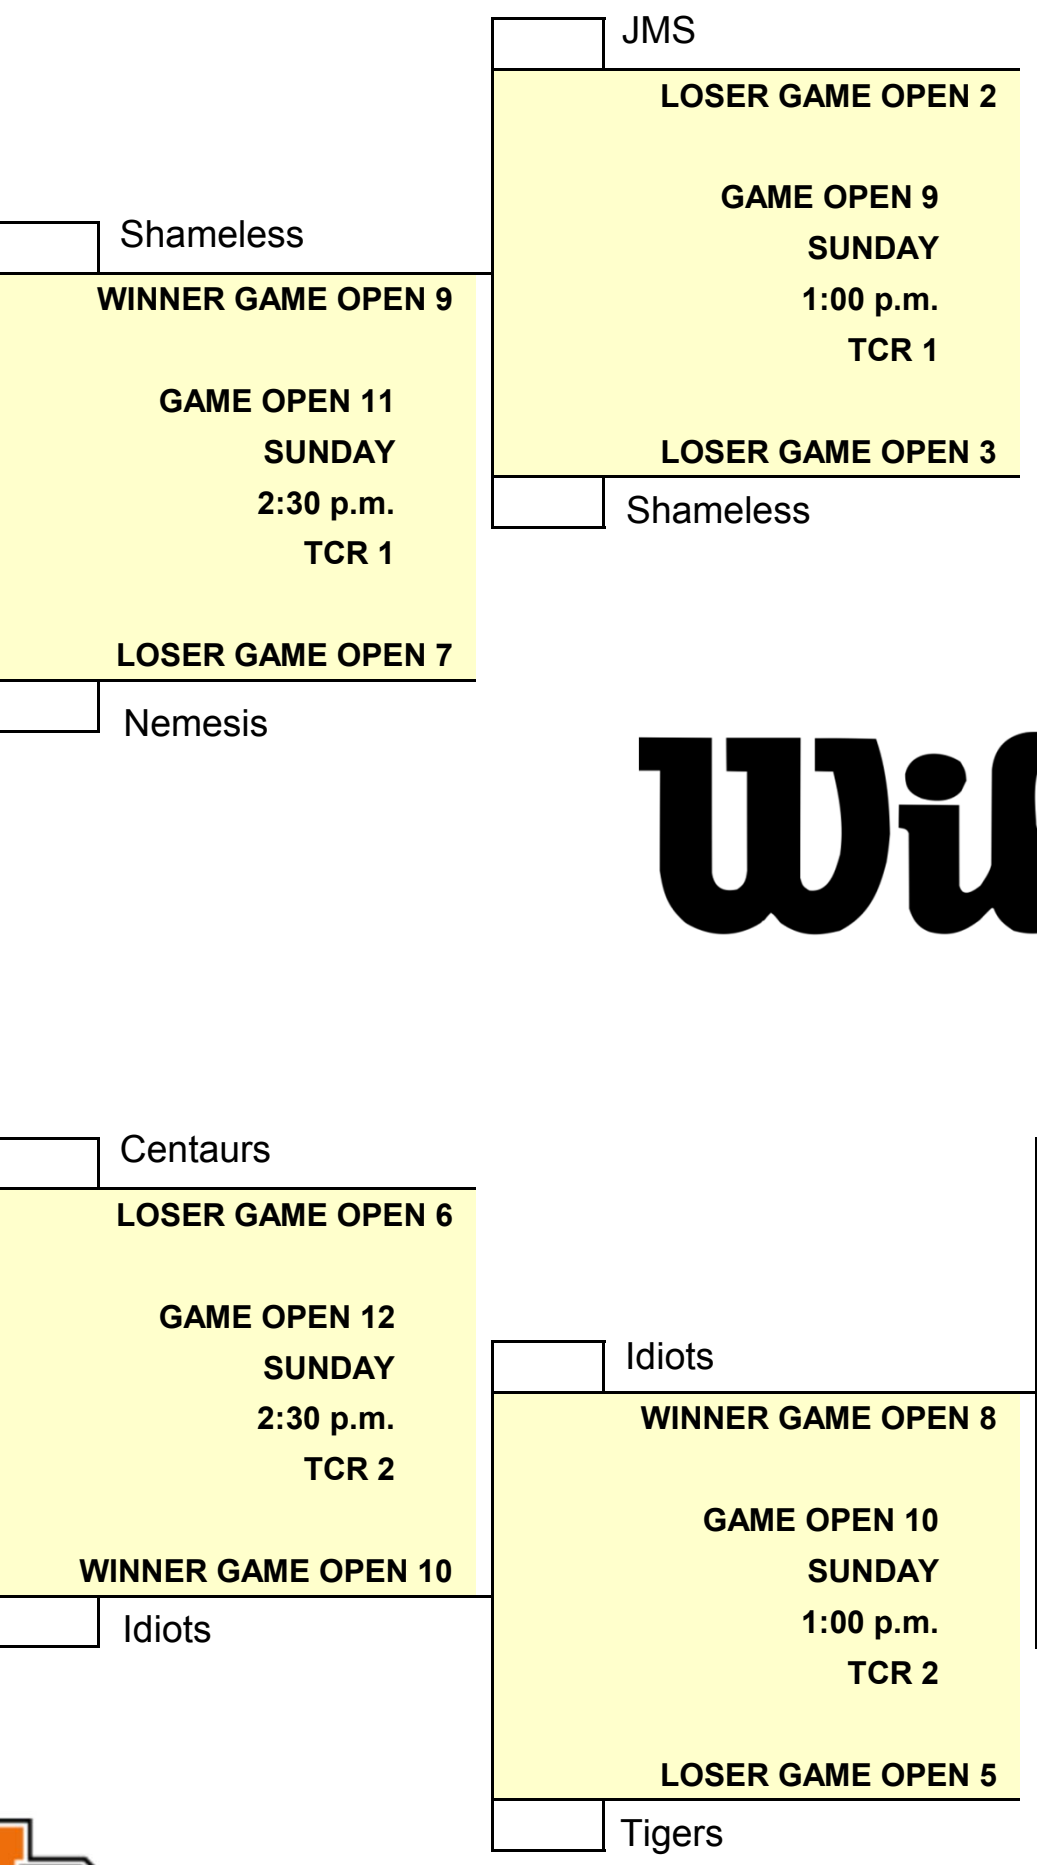 JMS
LOSER GAME OPEN 2
GAME OPEN 9
SUNDAY
1:00 p.m.
TCR 1
LOSER GAME OPEN 3
Shameless
Shameless
WINNER GAME OPEN 9
GAME OPEN 11
SUNDAY
2:30 p.m.
TCR 1
LOSER GAME OPEN 7
Nemesis
Centaurs
LOSER GAME OPEN 6
GAME OPEN 12
SUNDAY
2:30 p.m.
TCR 2
WINNER GAME OPEN 10
Idiots
Idiots
WINNER GAME OPEN 8
GAME OPEN 10
SUNDAY
1:00 p.m.
TCR 2
LOSER GAME OPEN 5
Tigers